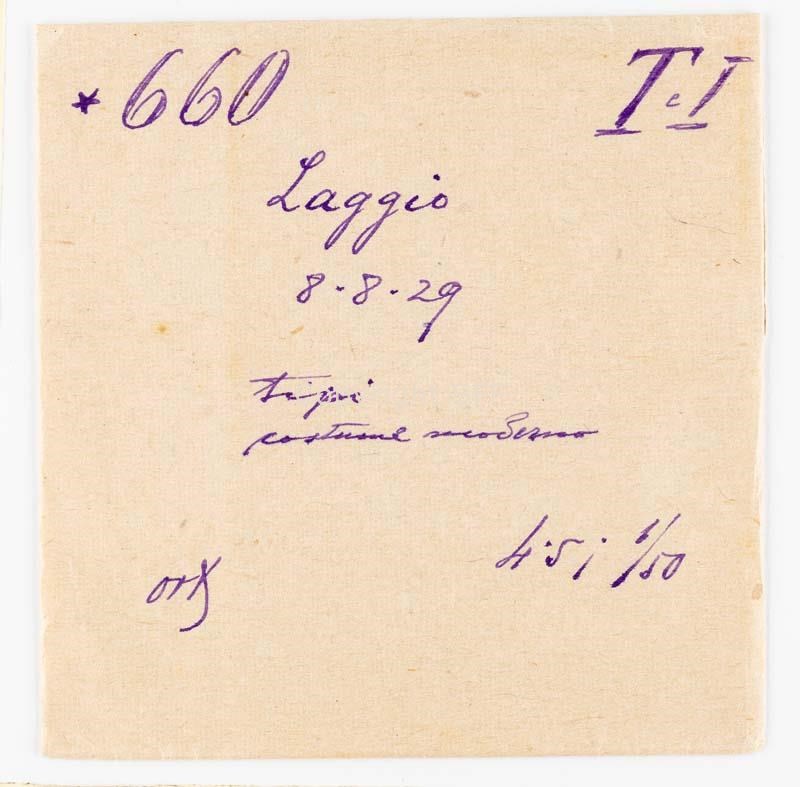 * 660 T e I
Laggio
8.8.29
tipi
costume moderno
4.5; 1/50
ort